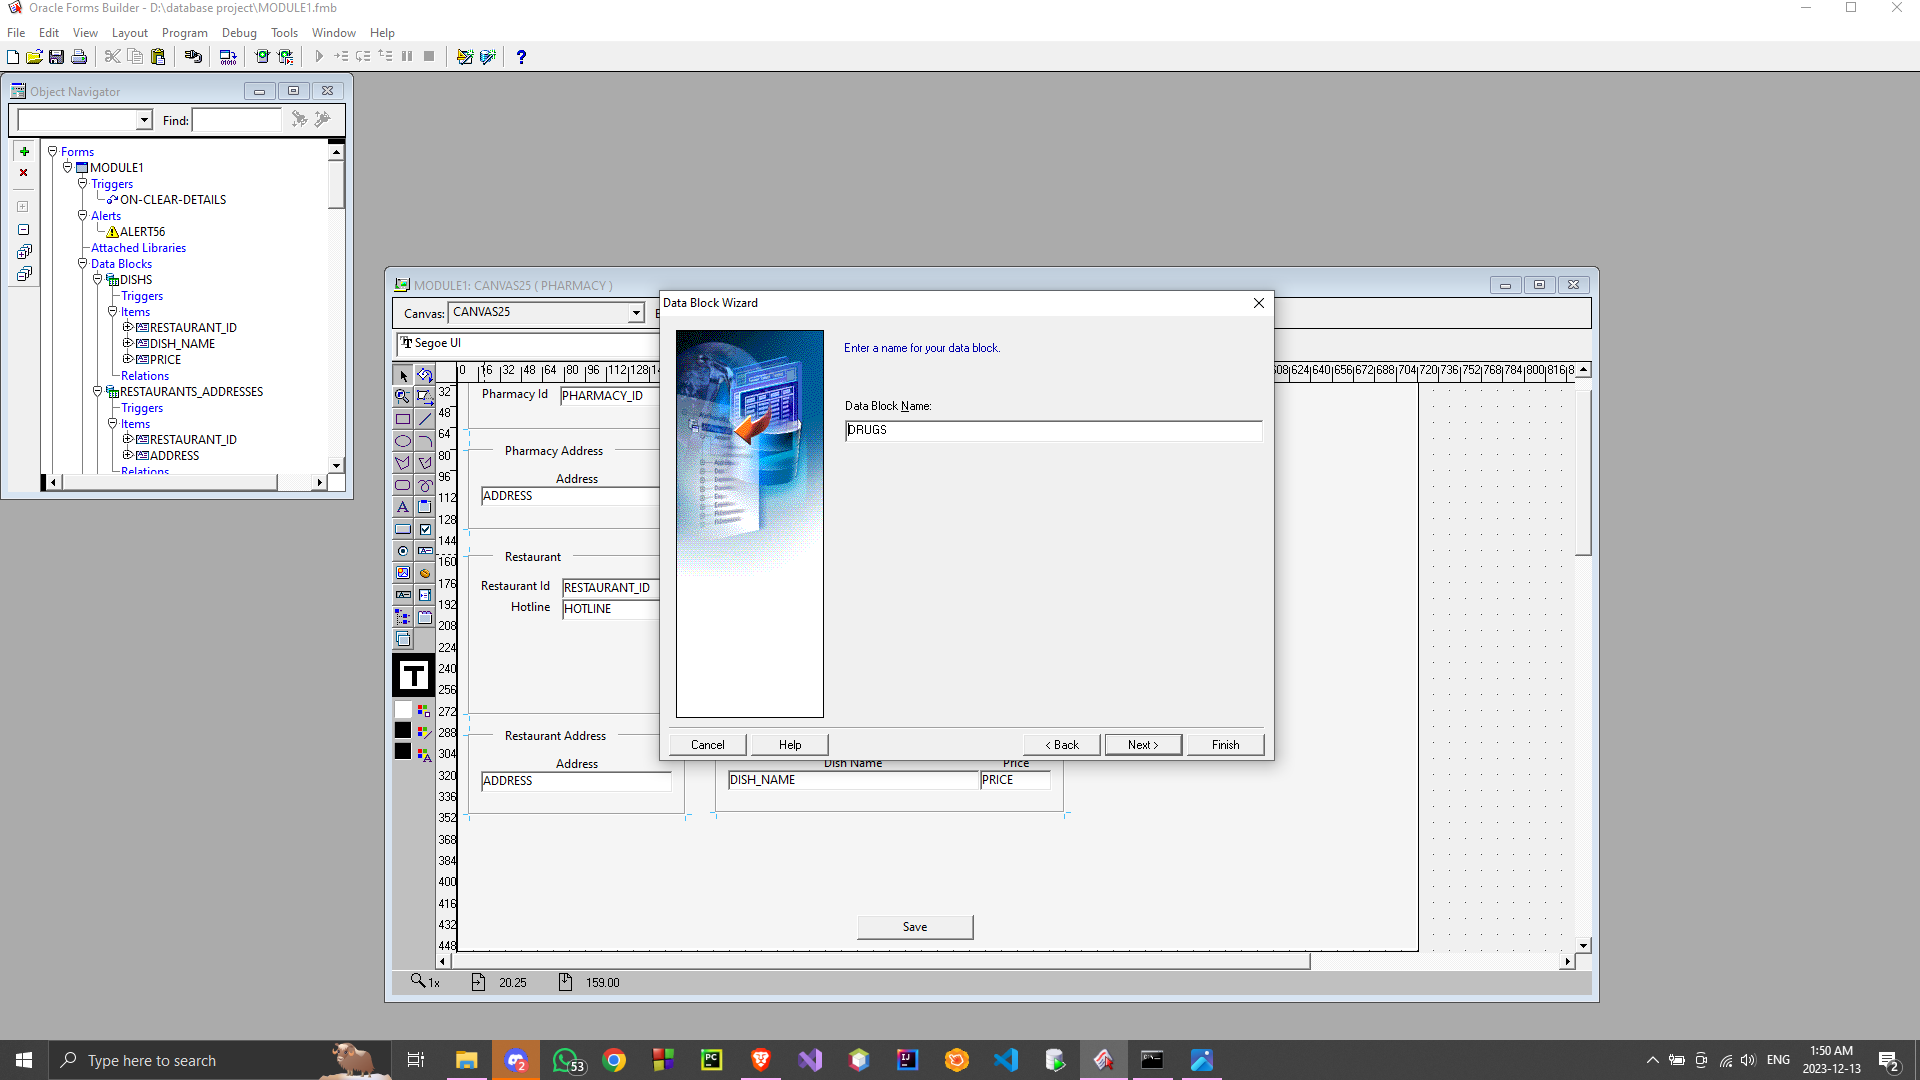 Oracle Forms Builder - D:\database project\MODULE1.fmb
File Edit View Layout Program Debug Tools Window Help
Object Navigator
Find:
Forms
MODULE1
Triggers
ON-CLEAR-DETAILS
Alerts
ALERT56
Attached Libraries
Data Blocks
DISHS
Triggers
Items
RESTAURANT_ID
DISH_NAME
PRICE
Relations
RESTAURANTS_ADDRESSES
Triggers
Items
RESTAURANT_ID
ADDRESS
Relations
MODULE1: CANVAS25 ( PHARMACY )
Canvas: CANVAS25
Segoe UI
0 16 32 48 64 80 96 112 128
624 640 656 672 688 704 720 736 752 768 784 800 816
32
48
64
80
96
112
128
144
160
176
192
208
224
240
256
272
288
304
320
336
352
368
384
400
416
432
448
Pharmacy Id PHARMACY_ID
Pharmacy Address
Address
ADDRESS
Restaurant
Restaurant Id RESTAURANT_ID
Hotline HOTLINE
Restaurant Address
Address
ADDRESS
Dish Name Price
DISH_NAME PRICE
Save
1x 20.25 159.00
Data Block Wizard
Enter a name for your data block.
Data Block Name:
DRUGS
Cancel Help < Back Next > Finish
Type here to search
2
53
PC
IJ
ENG
1:50 AM
2023-12-13
2